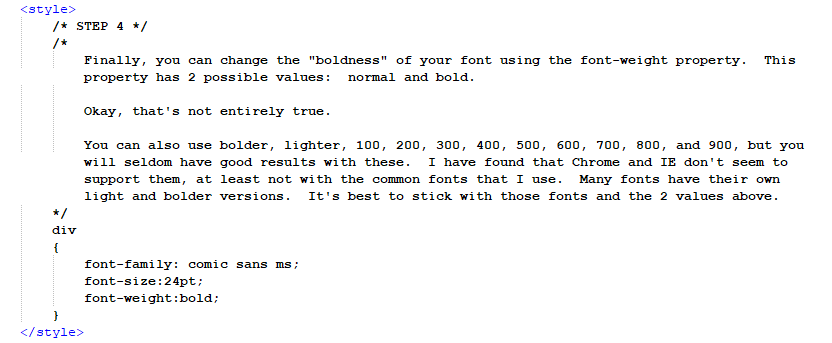 <style>
/* STEP 4 */
/*
Finally, you can change the "boldness" of your font using the font-weight property.  This
property has 2 possible values:  normal and bold.
Okay, that's not entirely true.
You can also use bolder, lighter, 100, 200, 300, 400, 500, 600, 700, 800, and 900, but you
will seldom have good results with these.  I have found that Chrome and IE don't seem to
support them, at least not with the common fonts that I use.  Many fonts have their own
light and bolder versions.  It's best to stick with those fonts and the 2 values above.
*/
div
{
font-family: comic sans ms;
font-size:24pt;
font-weight:bold;
}
</style>